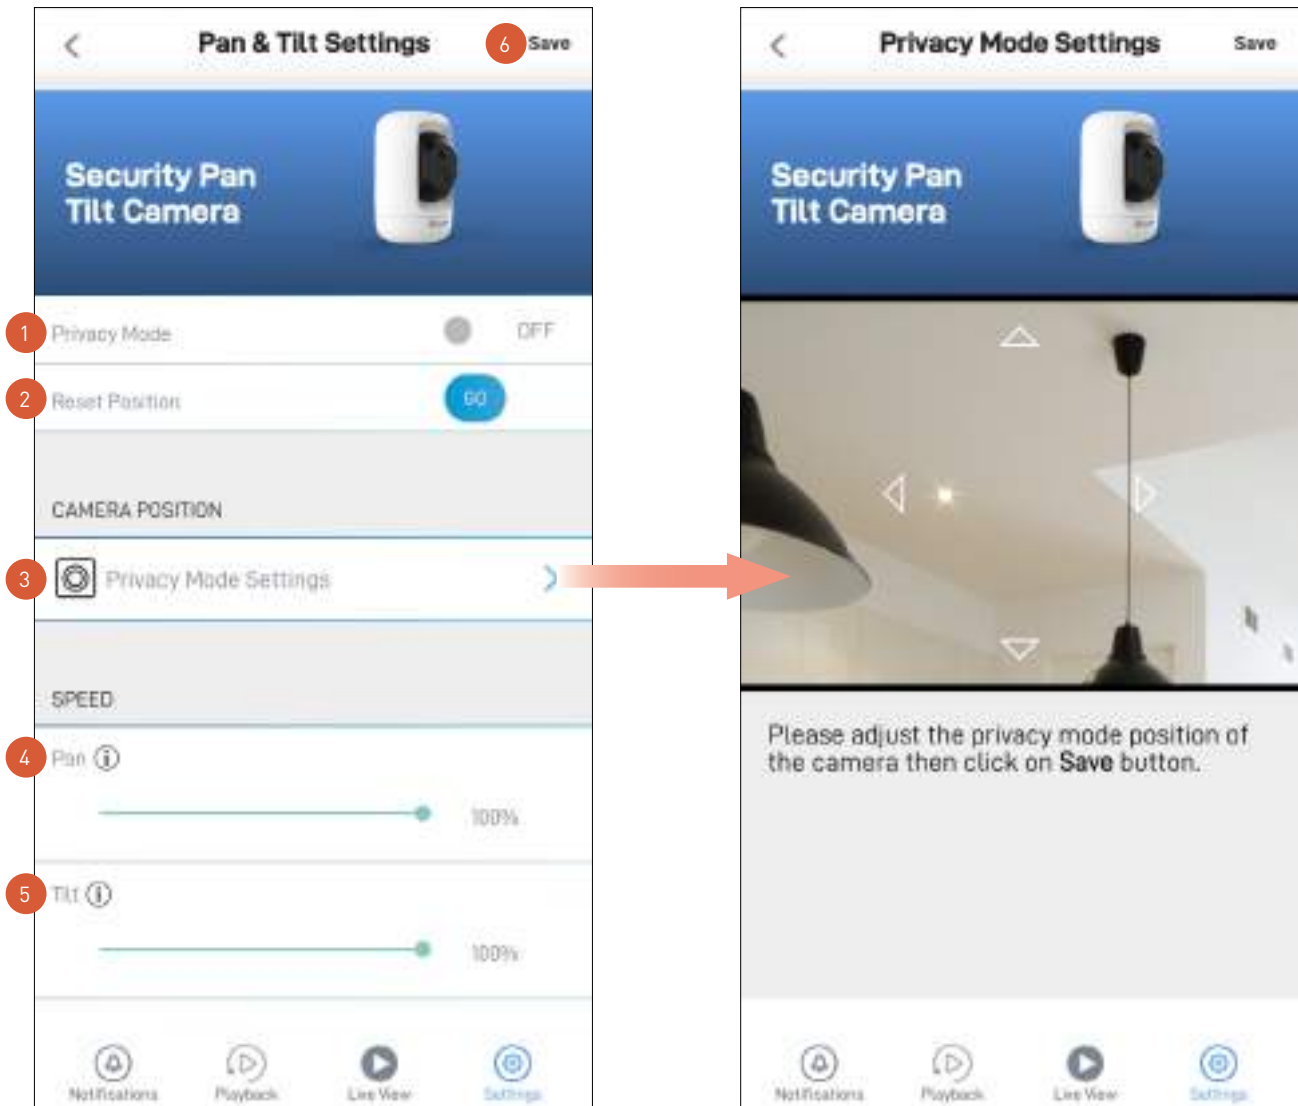 Pan & Tilt Settings
6 Save
Security Pan
Tilt Camera
1 Privacy Mode OFF
2 Reset Position GO
CAMERA POSITION
3 Privacy Mode Settings
SPEED
4 Pan
100%
5 Tilt
100%
Notifications Playback Live View Settings
Privacy Mode Settings Save
Security Pan
Tilt Camera
Please adjust the privacy mode position of
the camera then click on Save button.
Notifications Playback Live View Settings